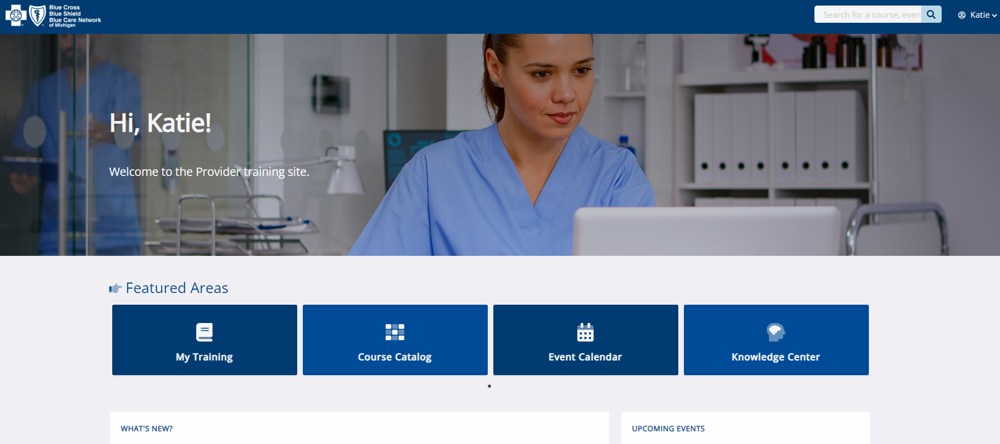 Blue Cross
Blue Shield
Blue Care Network
of Michigan
Search for a course, even
Katie
Hi, Katie!
Welcome to the Provider training site.
Featured Areas
My Training
Course Catalog
Event Calendar
Knowledge Center
WHAT'S NEW?
UPCOMING EVENTS